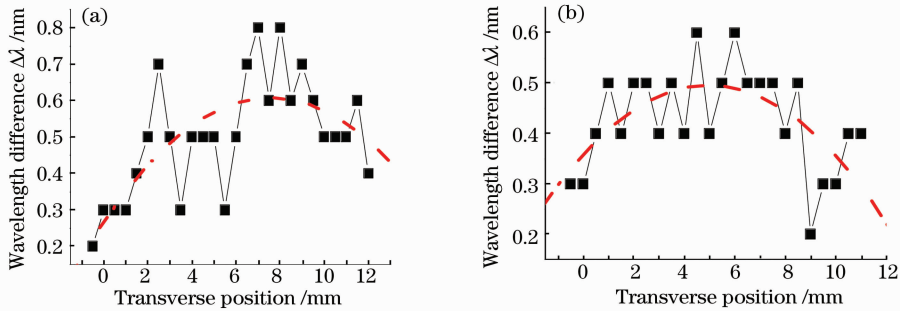 (a)
Wavelength difference Δλ /nm
0.8
0.7
0.6
0.5
0.4
0.3
0.2
0 2 4 6 8 10 12
Transverse position /mm
(b)
Wavelength difference Δλ /nm
0.6
0.5
0.4
0.3
0.2
0 2 4 6 8 10 12
Transverse position /mm